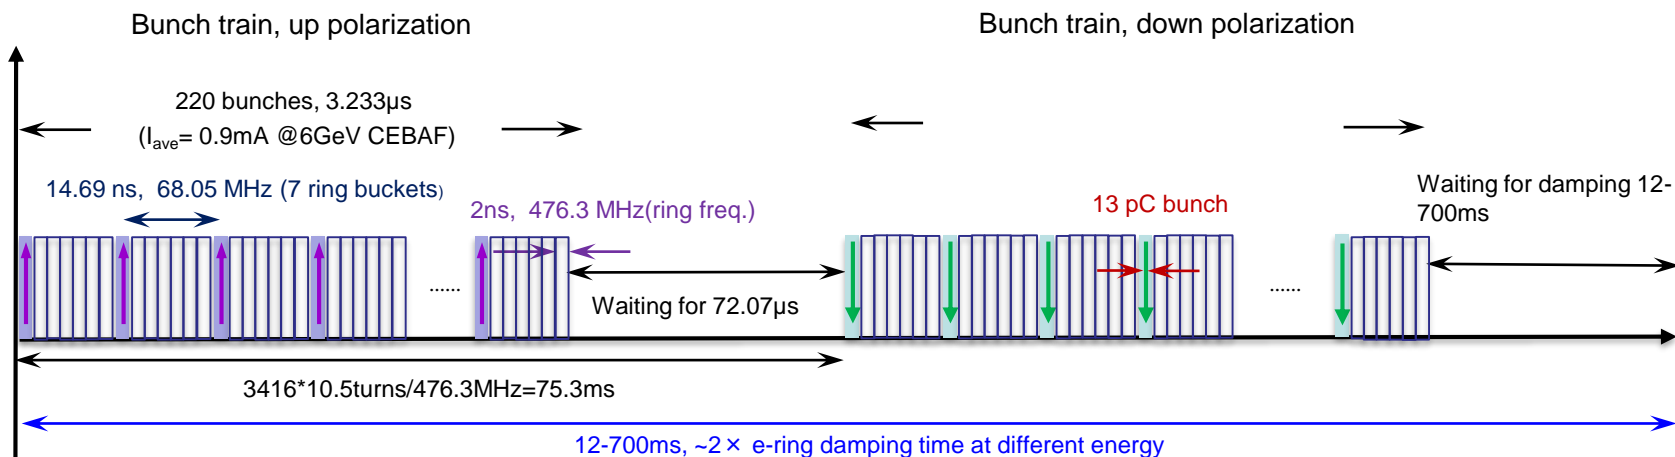 Bunch train, up polarization
Bunch train, down polarization
220 bunches, 3.233µs
(Iave= 0.9mA @6GeV CEBAF)
14.69 ns, 68.05 MHz (7 ring buckets)
2ns, 476.3 MHz(ring freq.)
13 pC bunch
Waiting for damping 12-
700ms
......
Waiting for 72.07µs
......
3416*10.5turns/476.3MHz=75.3ms
12-700ms, ~2× e-ring damping time at different energy